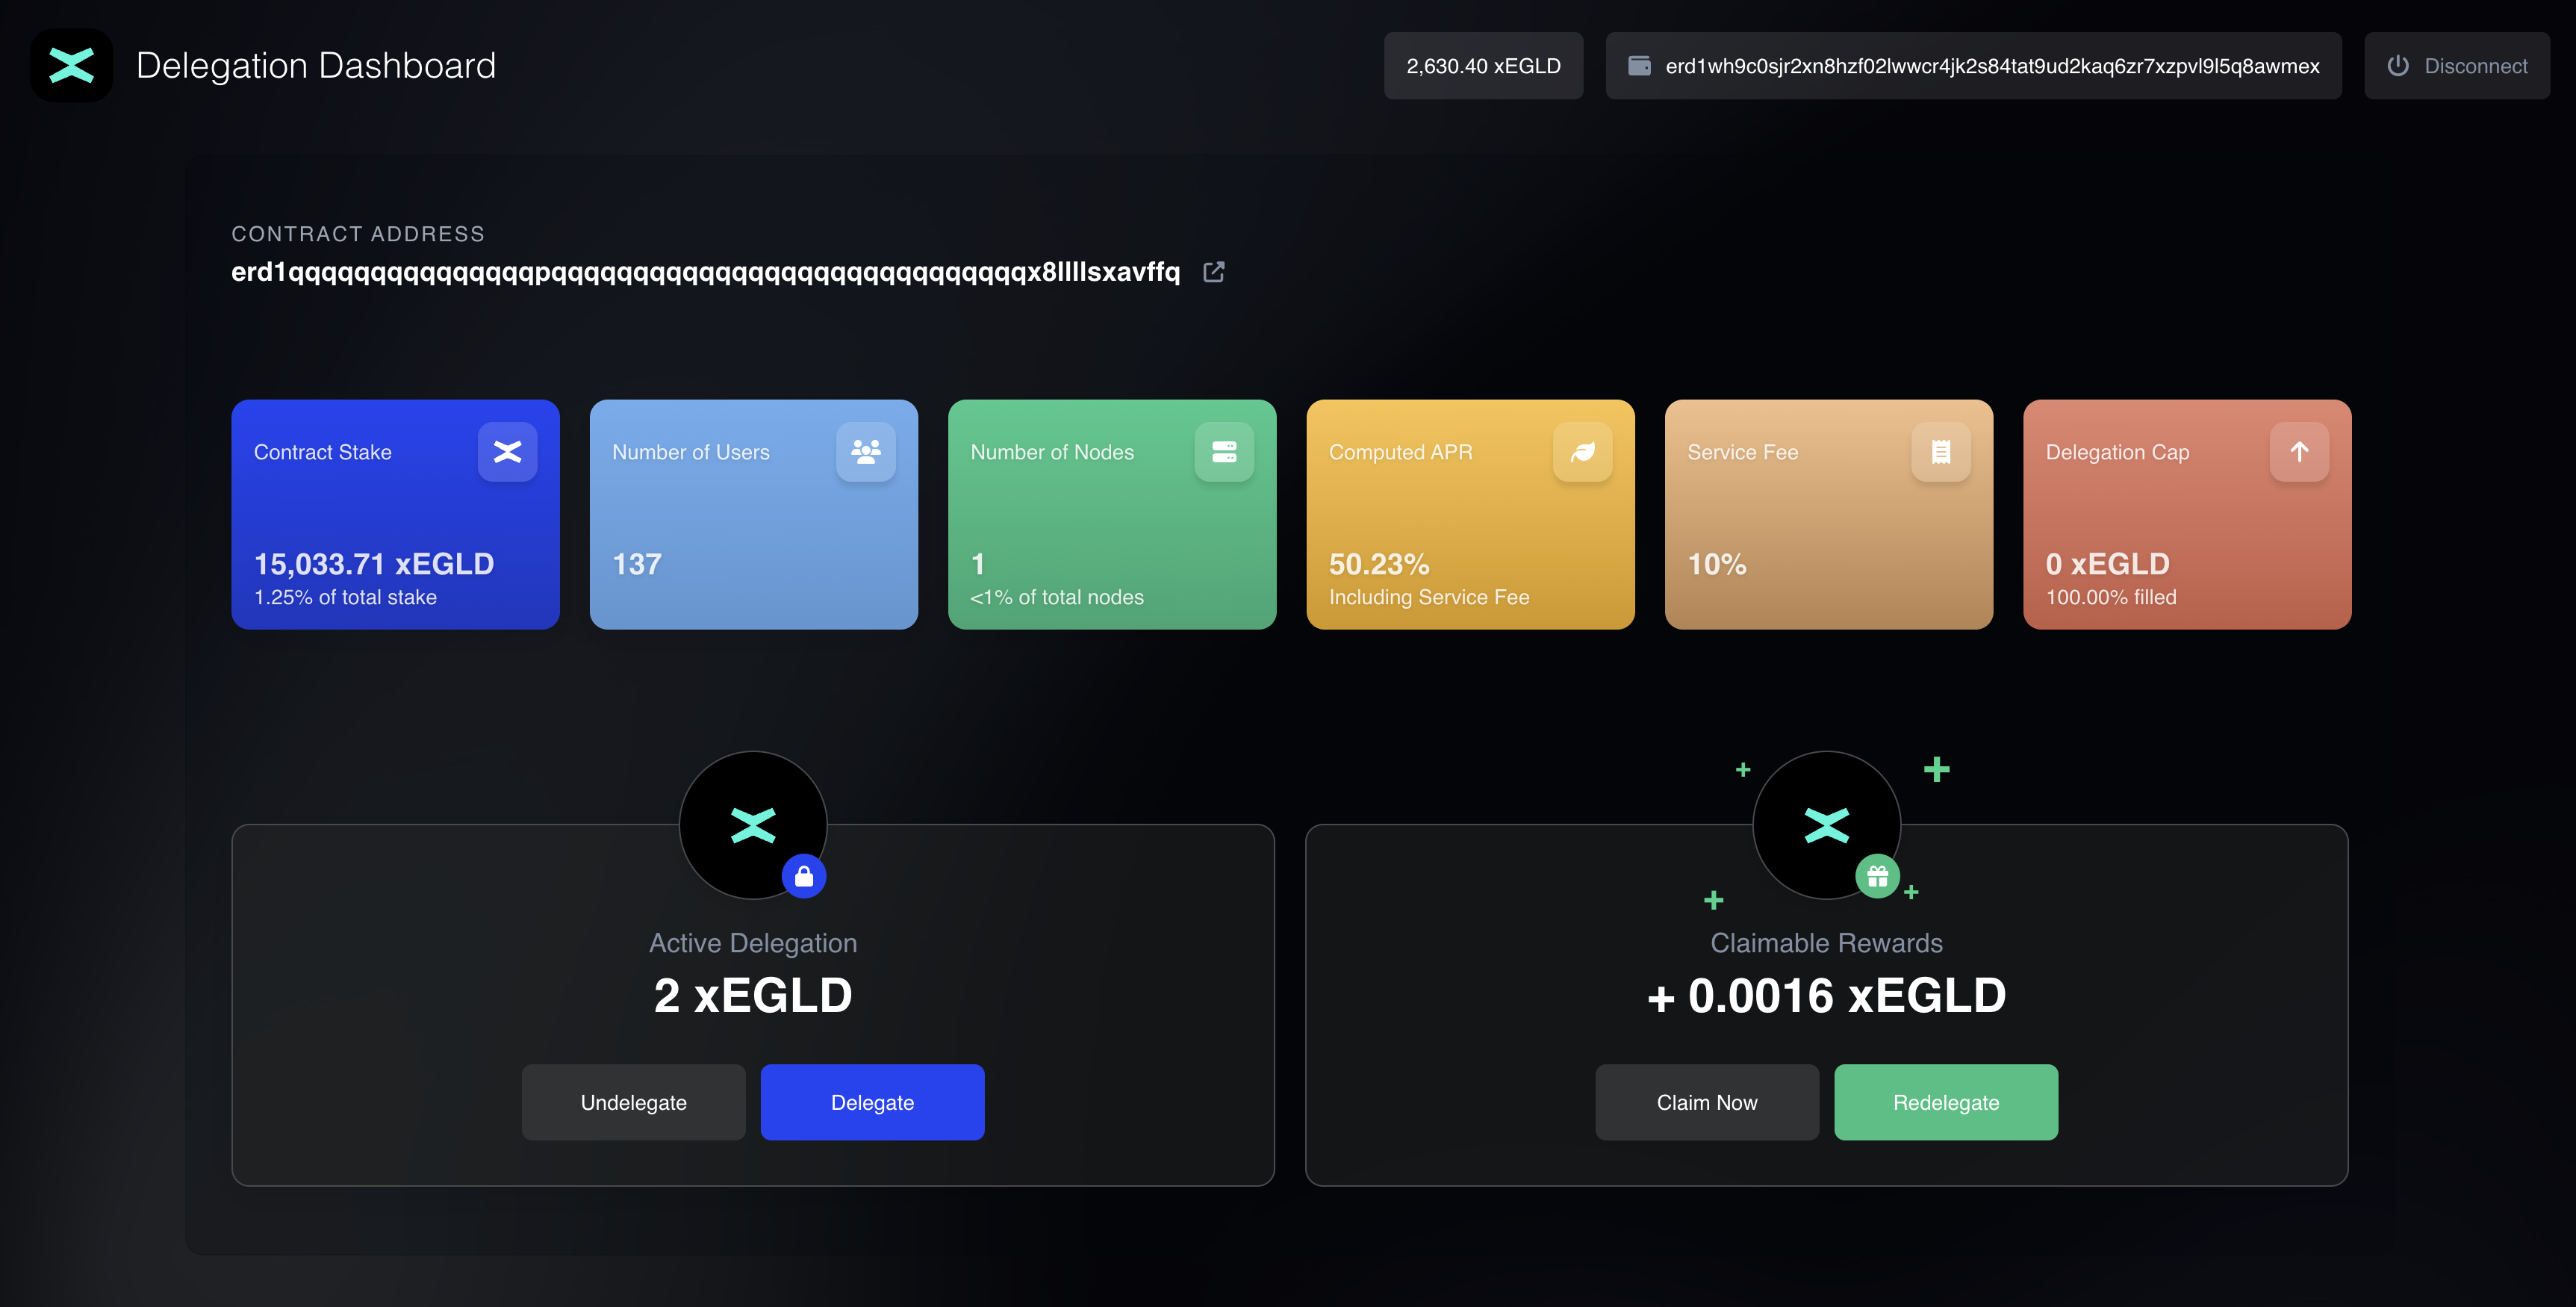 Delegation Dashboard
2,630.40 xEGLD
erd1wh9c0sjr2xn8hzf02lwwcr4jk2s84tat9ud2kaq6zr7xzpvl9l5q8awmex
Disconnect
CONTRACT ADDRESS
erd1qqqqqqqqqqqqqqqpqqqqqqqqqqqqqqqqqqqqqqqqqqqqqx8llllsxavffq
Contract Stake
15,033.71 xEGLD
1.25% of total stake
Number of Users
137
Number of Nodes
1
<1% of total nodes
Computed APR
50.23%
Including Service Fee
Service Fee
10%
Delegation Cap
0 xEGLD
100.00% filled
Active Delegation
2 xEGLD
Undelegate
Delegate
Claimable Rewards
+ 0.0016 xEGLD
Claim Now
Redelegate